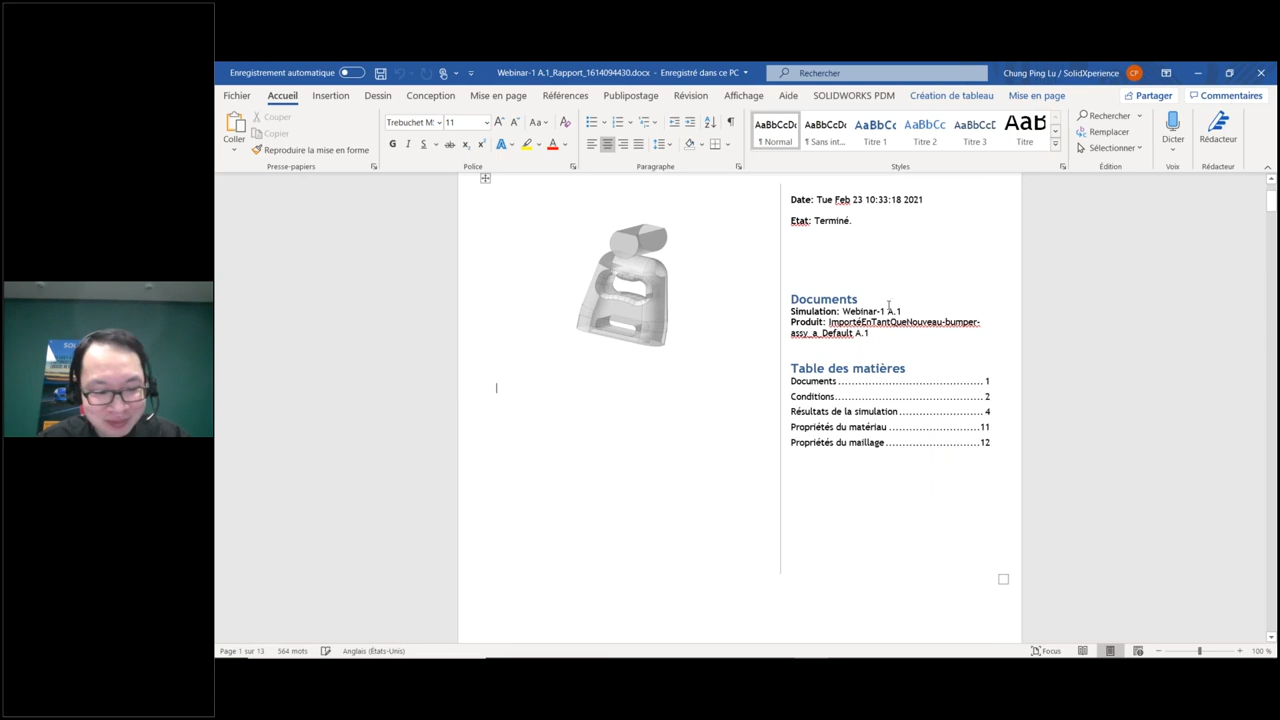 Enregistrement automatique
Webinar-1 A.1_Rapport_1614094430.docx - Enregistré dans ce PC
Rechercher
Chung Ping Lu / SolidXperience
CP
Fichier Accueil Insertion Dessin Conception Mise en page Références Publipostage Révision Affichage Aide SOLIDWORKS PDM Création de tableau Mise en page
Partager
Commentaires
Coller
Couper
Copier
Reproduire la mise en forme
Presse-papiers
Trebuchet M
11
G I S
Police
Paragraphe
AaBbCcDc
¶ Normal
AaBbCcDc
¶ Sans int...
AaBbCc
Titre 1
AaBbCc
Titre 2
AaBbCcD
Titre 3
AaB
Titre
Styles
Rechercher
Remplacer
Sélectionner
Édition
Dicter
Voix
Rédacteur
Rédacteur
Date: Tue Feb 23 10:33:18 2021
Etat: Terminé.
Documents
Simulation: Webinar-1 A.1
Produit: ImportéEnTantQueNouveau-bumper-
assy_a_Default A.1
Table des matières
Documents ........................................ 1
Conditions ........................................ 2
Résultats de la simulation ...................... 4
Propriétés du matériau ......................... 11
Propriétés du maillage ......................... 12
Page 1 sur 13
564 mots
Anglais (États-Unis)
Focus
100 %